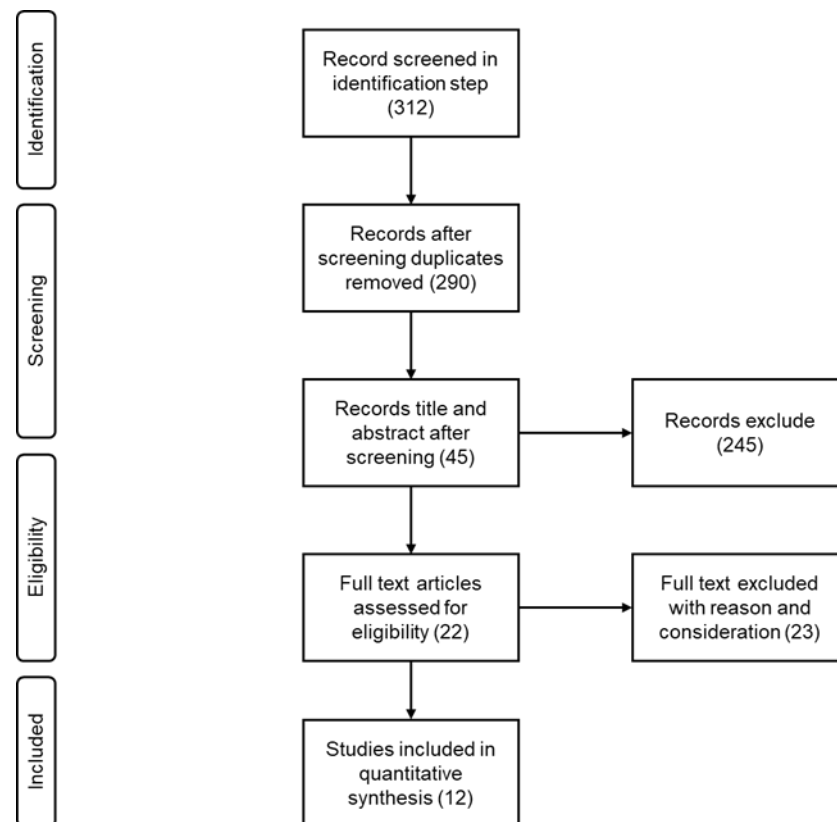 Identification
Record screened in
identification step
(312)
Screening
Records after
screening duplicates
removed (290)
Records title and
abstract after
screening (45)
Records exclude
(245)
Eligibility
Full text articles
assessed for
eligibility (22)
Full text excluded
with reason and
consideration (23)
Included
Studies included in
quantitative
synthesis (12)